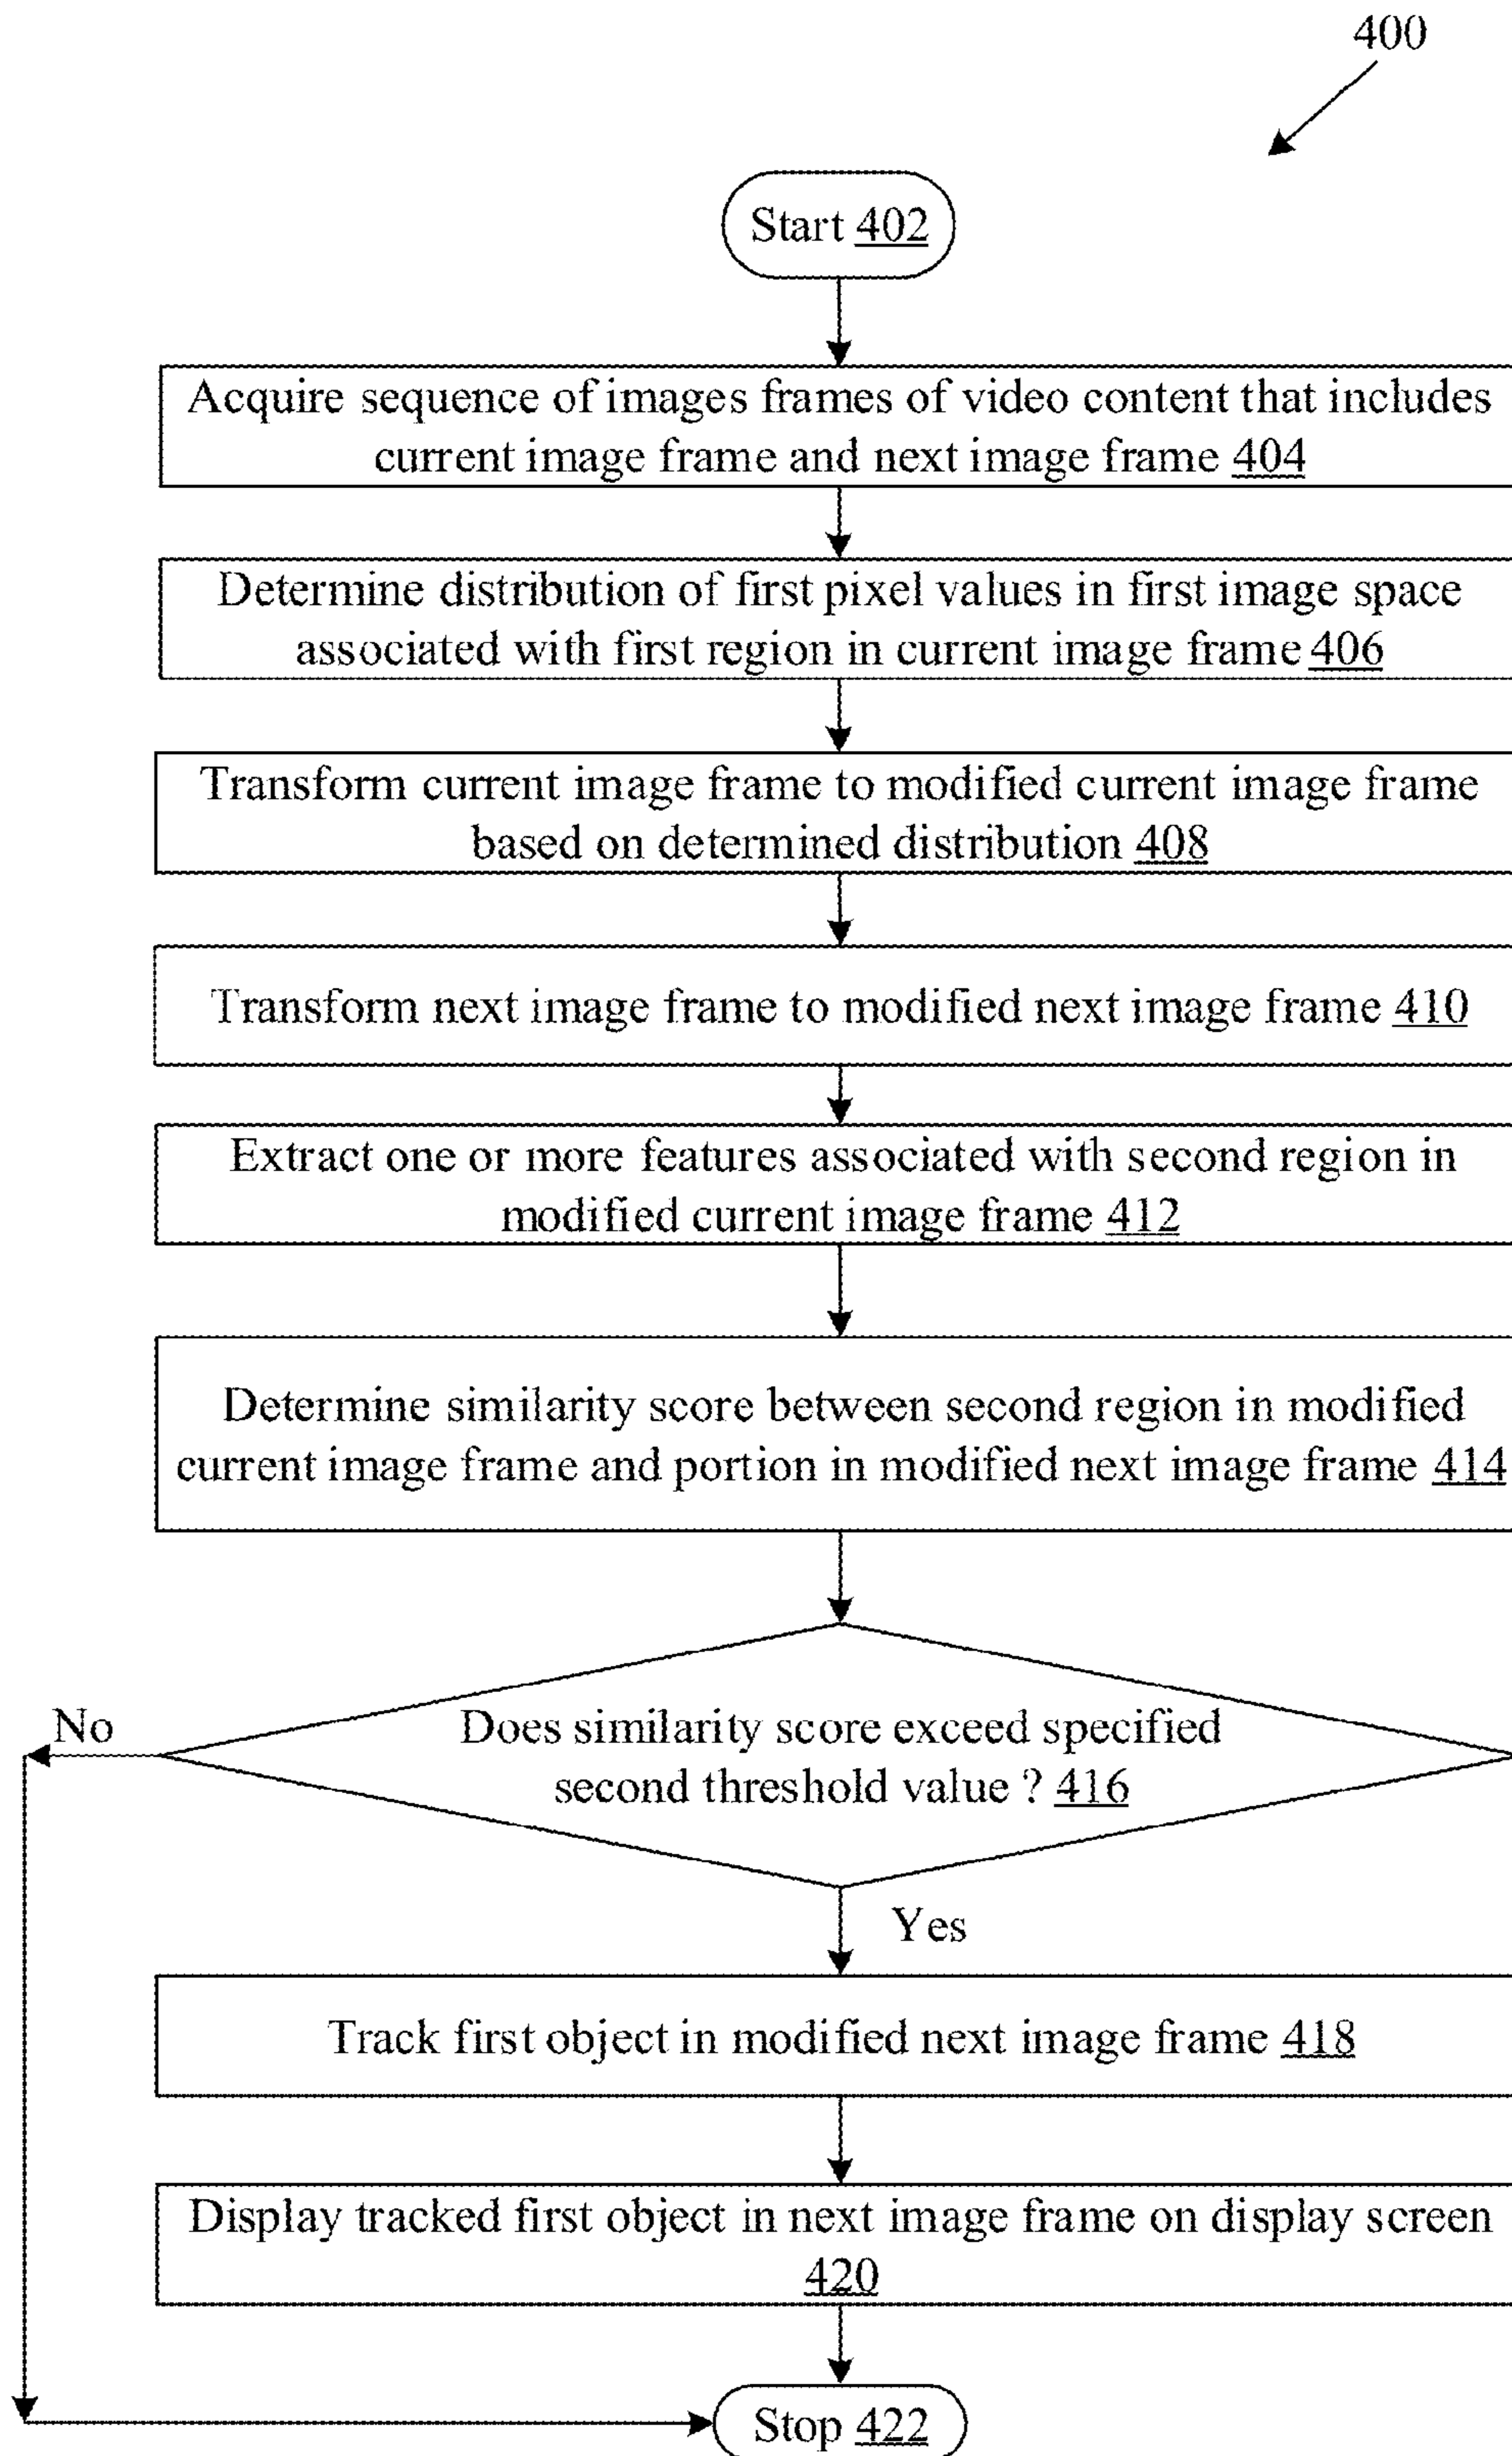 400
Start 402
Acquire sequence of images frames of video content that includes
current image frame and next image frame 404
Determine distribution of first pixel values in first image space
associated with first region in current image frame 406
Transform current image frame to modified current image frame
based on determined distribution 408
Transform next image frame to modified next image frame 410
Extract one or more features associated with second region in
modified current image frame 412
Determine similarity score between second region in modified
current image frame and portion in modified next image frame 414
No
Does similarity score exceed specified
second threshold value ? 416
Yes
Track first object in modified next image frame 418
Display tracked first object in next image frame on display screen
420
Stop 422